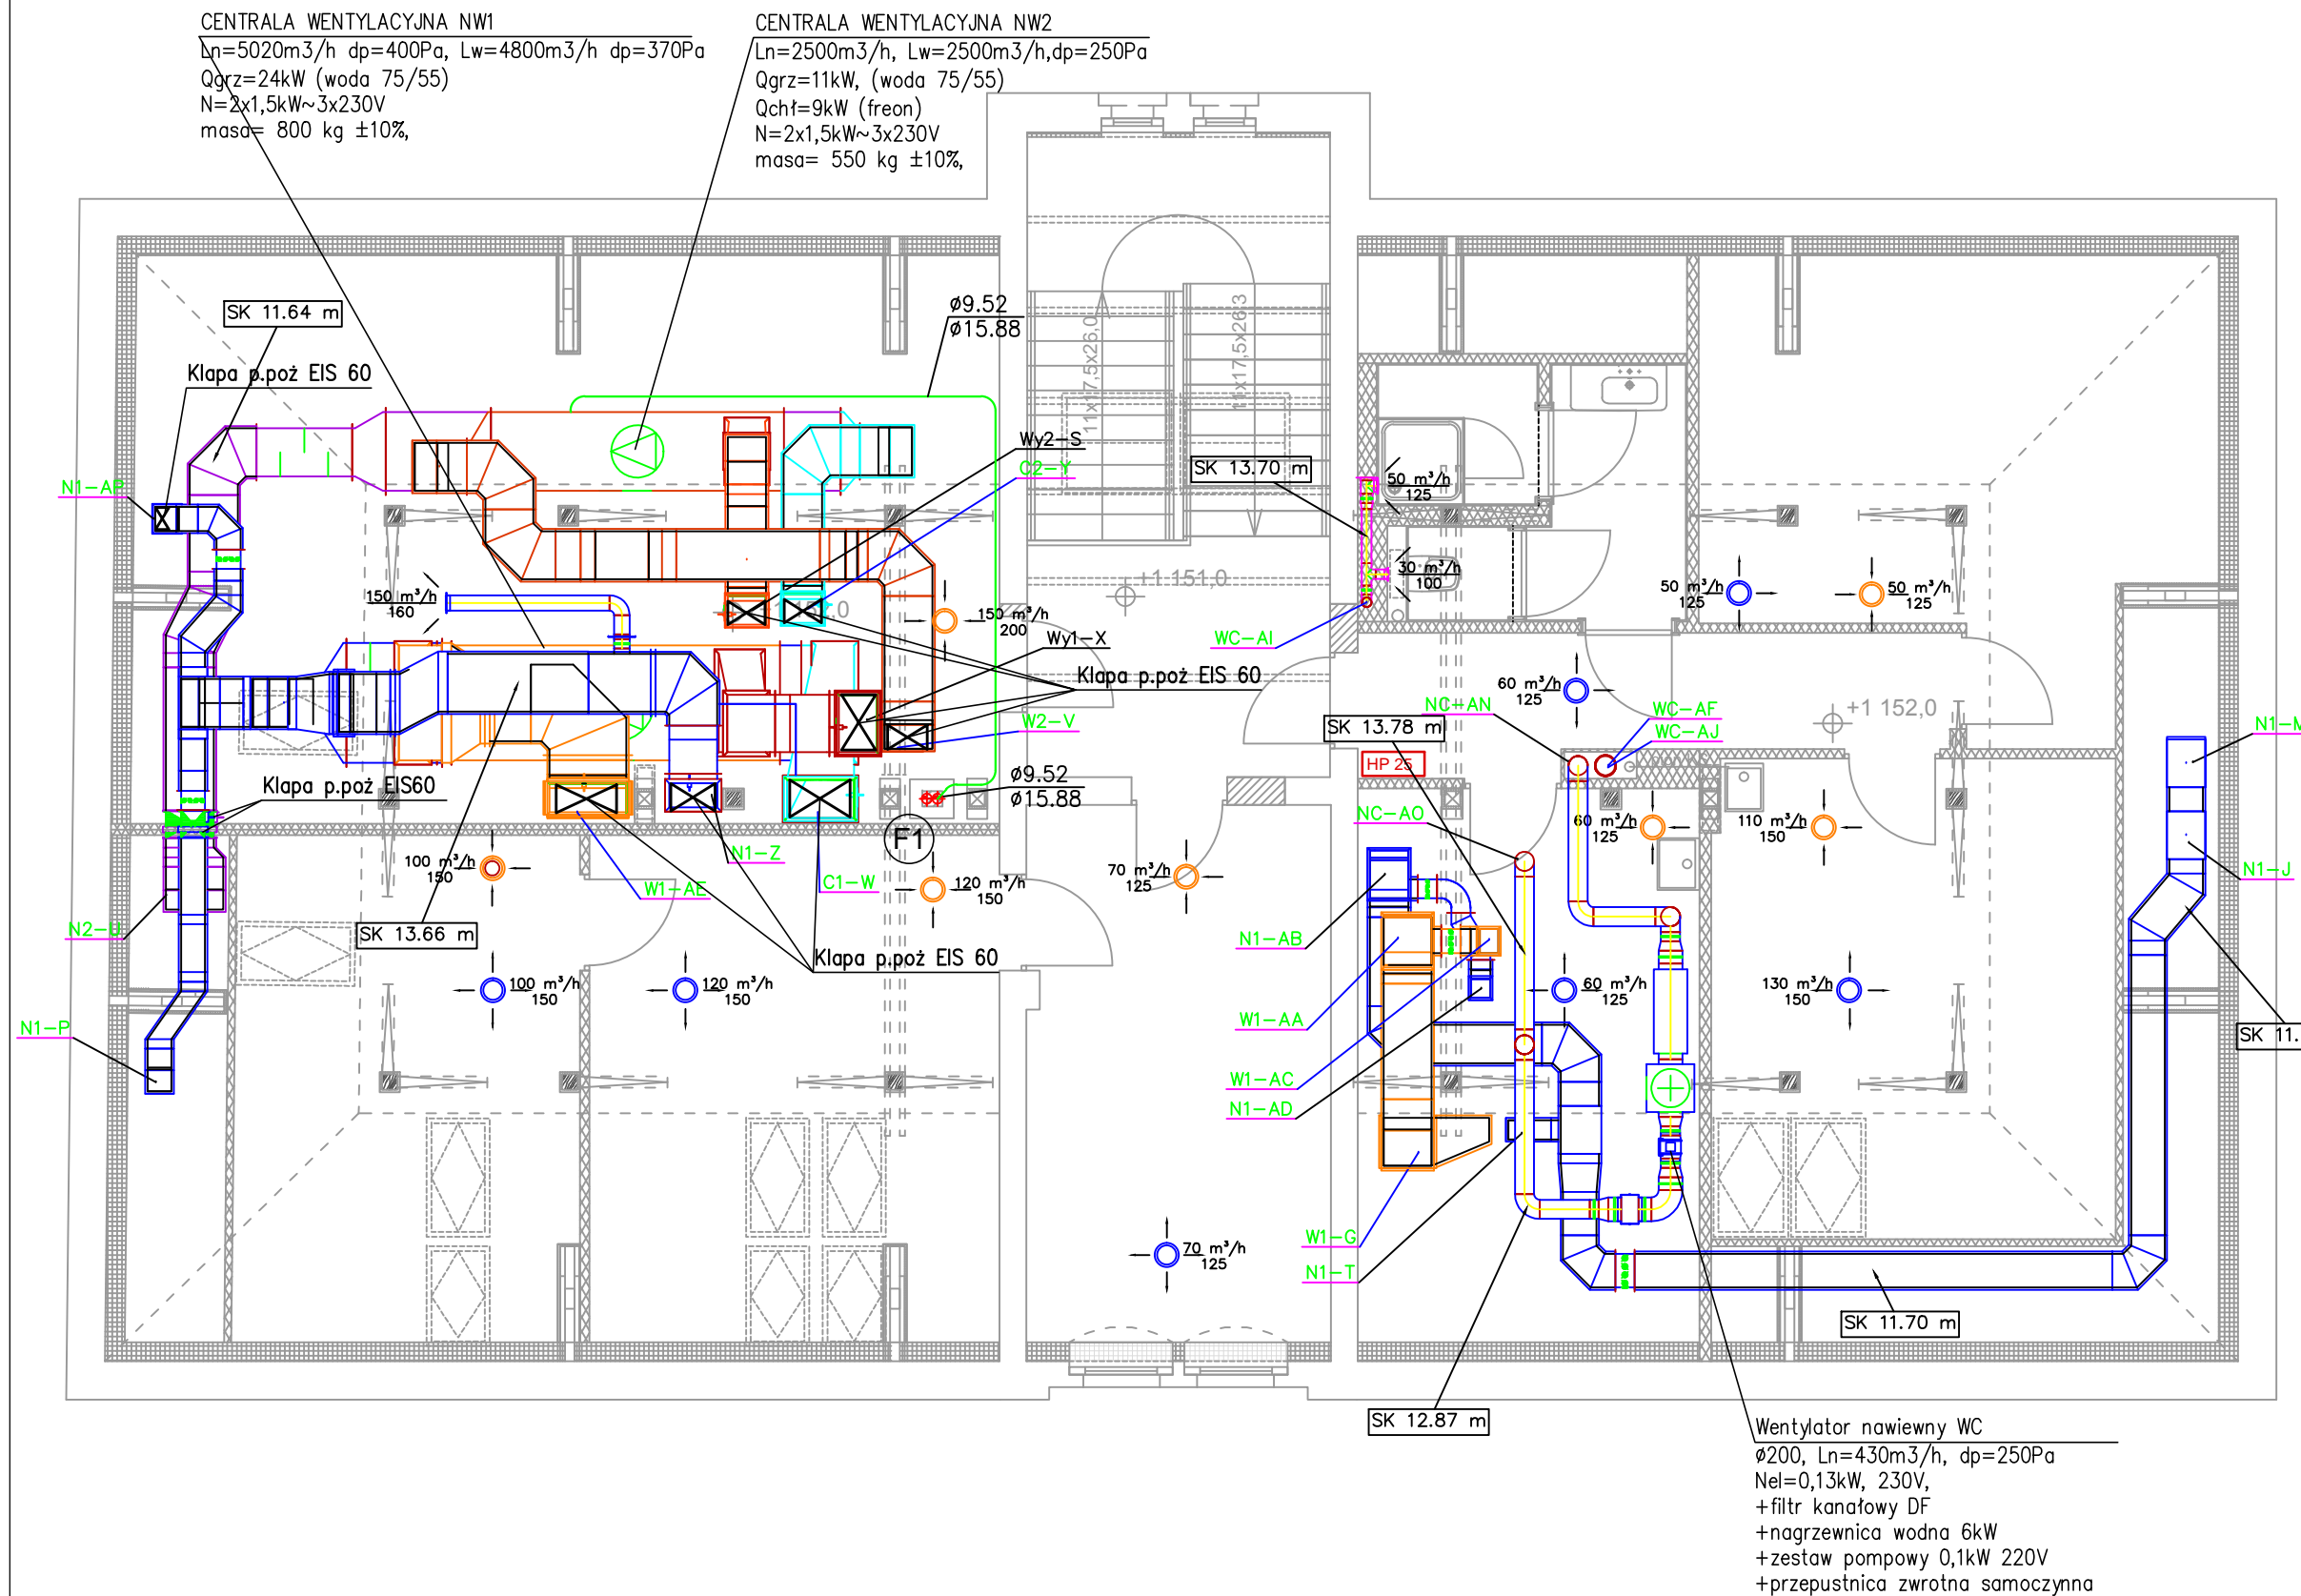 CENTRALA WENTYLACYJNA NW1
Ln=5020m3/h dp=400Pa, Lw=4800m3/h dp=370Pa
Qgrz=24kW (woda 75/55)
N=2x1,5kW~3x230V
masa= 800 kg ±10%,
CENTRALA WENTYLACYJNA NW2
Ln=2500m3/h, Lw=2500m3/h,dp=250Pa
Qgrz=11kW, (woda 75/55)
Qchł=9kW (freon)
N=2x1,5kW~3x230V
masa= 550 kg ±10%,
SK 11.64 m
Klapa p.poż EIS 60
ø9.52
ø15.88
11x17,5x26,0
11x17,5x26,3
Wy2-S
C2-Y
SK 13.70 m
50 m³/h
125
N1-AP
30 m³/h
100
+1 151,0
150 m³/h
160
150 m³/h
200
50 m³/h
125
50 m³/h
125
Wy1-X
WC-AI
Klapa p.poż EIS 60
60 m³/h
125
W2-V
SK 13.78 m
NC-AN
WC-AF
WC-AJ
+1 152,0
N1-M
HP 25
Klapa p.poż EIS60
ø9.52
ø15.88
NC-AO
60 m³/h
125
110 m³/h
150
F1
100 m³/h
150
N1-Z
W1-AE
C1-W
120 m³/h
150
70 m³/h
125
N1-J
N2-U
SK 13.66 m
Klapa p.poż EIS 60
N1-AB
100 m³/h
150
120 m³/h
150
60 m³/h
125
130 m³/h
150
N1-P
W1-AA
SK 11.
W1-AC
N1-AD
W1-G
N1-T
70 m³/h
125
SK 11.70 m
SK 12.87 m
Wentylator nawiewny WC
ø200, Ln=430m3/h, dp=250Pa
Nel=0,13kW, 230V,
+filtr kanałowy DF
+nagrzewnica wodna 6kW
+zestaw pompowy 0,1kW 220V
+przepustnica zwrotna samoczynna